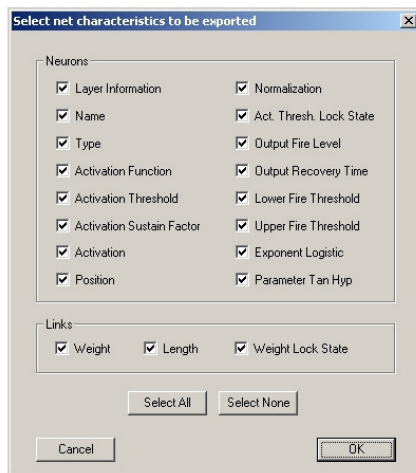 Select net characteristics to be exported
Neurons
Layer Information
Normalization
Name
Act. Thresh. Lock State
Type
Output Fire Level
Activation Function
Output Recovery Time
Activation Threshold
Lower Fire Threshold
Activation Sustain Factor
Upper Fire Threshold
Activation
Exponent Logistic
Position
Parameter Tan Hyp
Links
Weight
Length
Weight Lock State
Select All
Select None
Cancel
OK